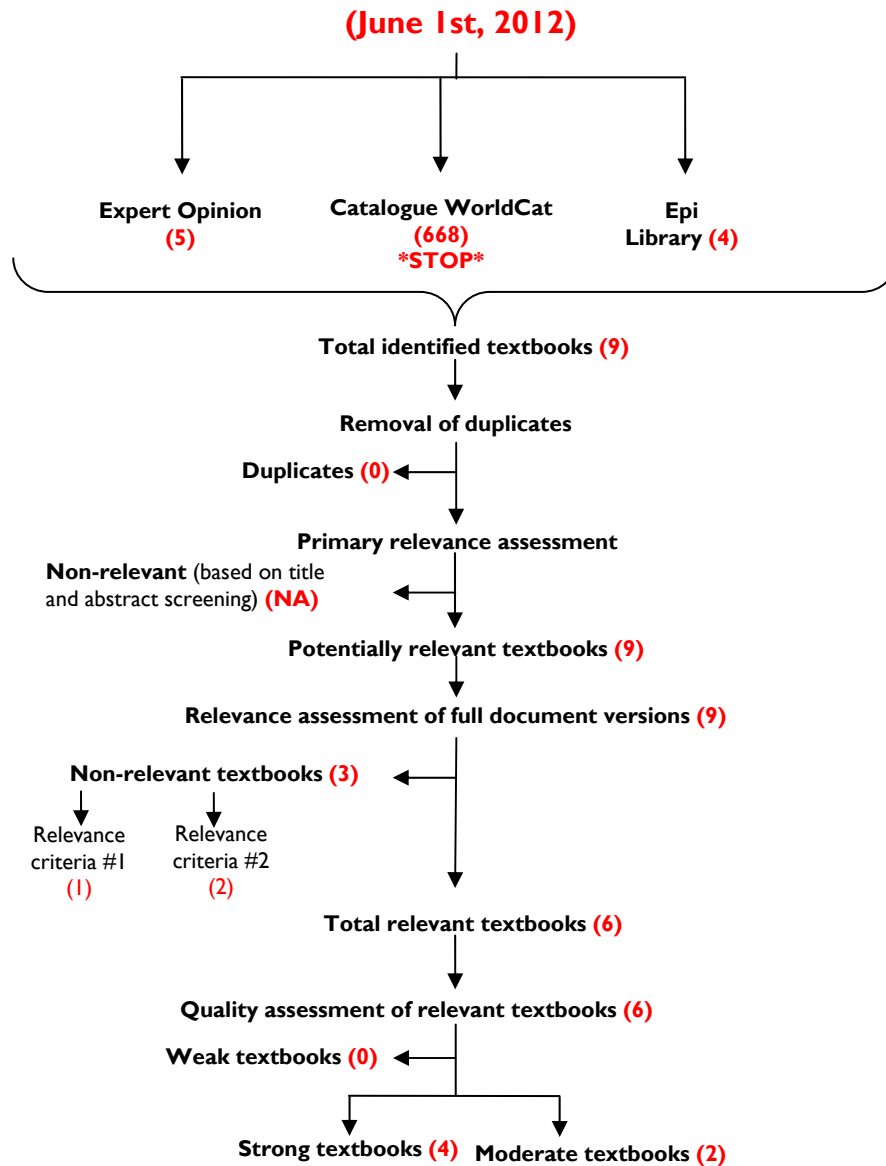 (June 1st, 2012)
Expert Opinion
(5)
Catalogue WorldCat
(668)
*STOP*
Epi
Library (4)
Total identified textbooks (9)
Removal of duplicates
Duplicates (0)
Primary relevance assessment
Non-relevant (based on title
and abstract screening) (NA)
Potentially relevant textbooks (9)
Relevance assessment of full document versions (9)
Non-relevant textbooks (3)
Relevance
criteria #1
(1)
Relevance
criteria #2
(2)
Total relevant textbooks (6)
Quality assessment of relevant textbooks (6)
Weak textbooks (0)
Strong textbooks (4)
Moderate textbooks (2)